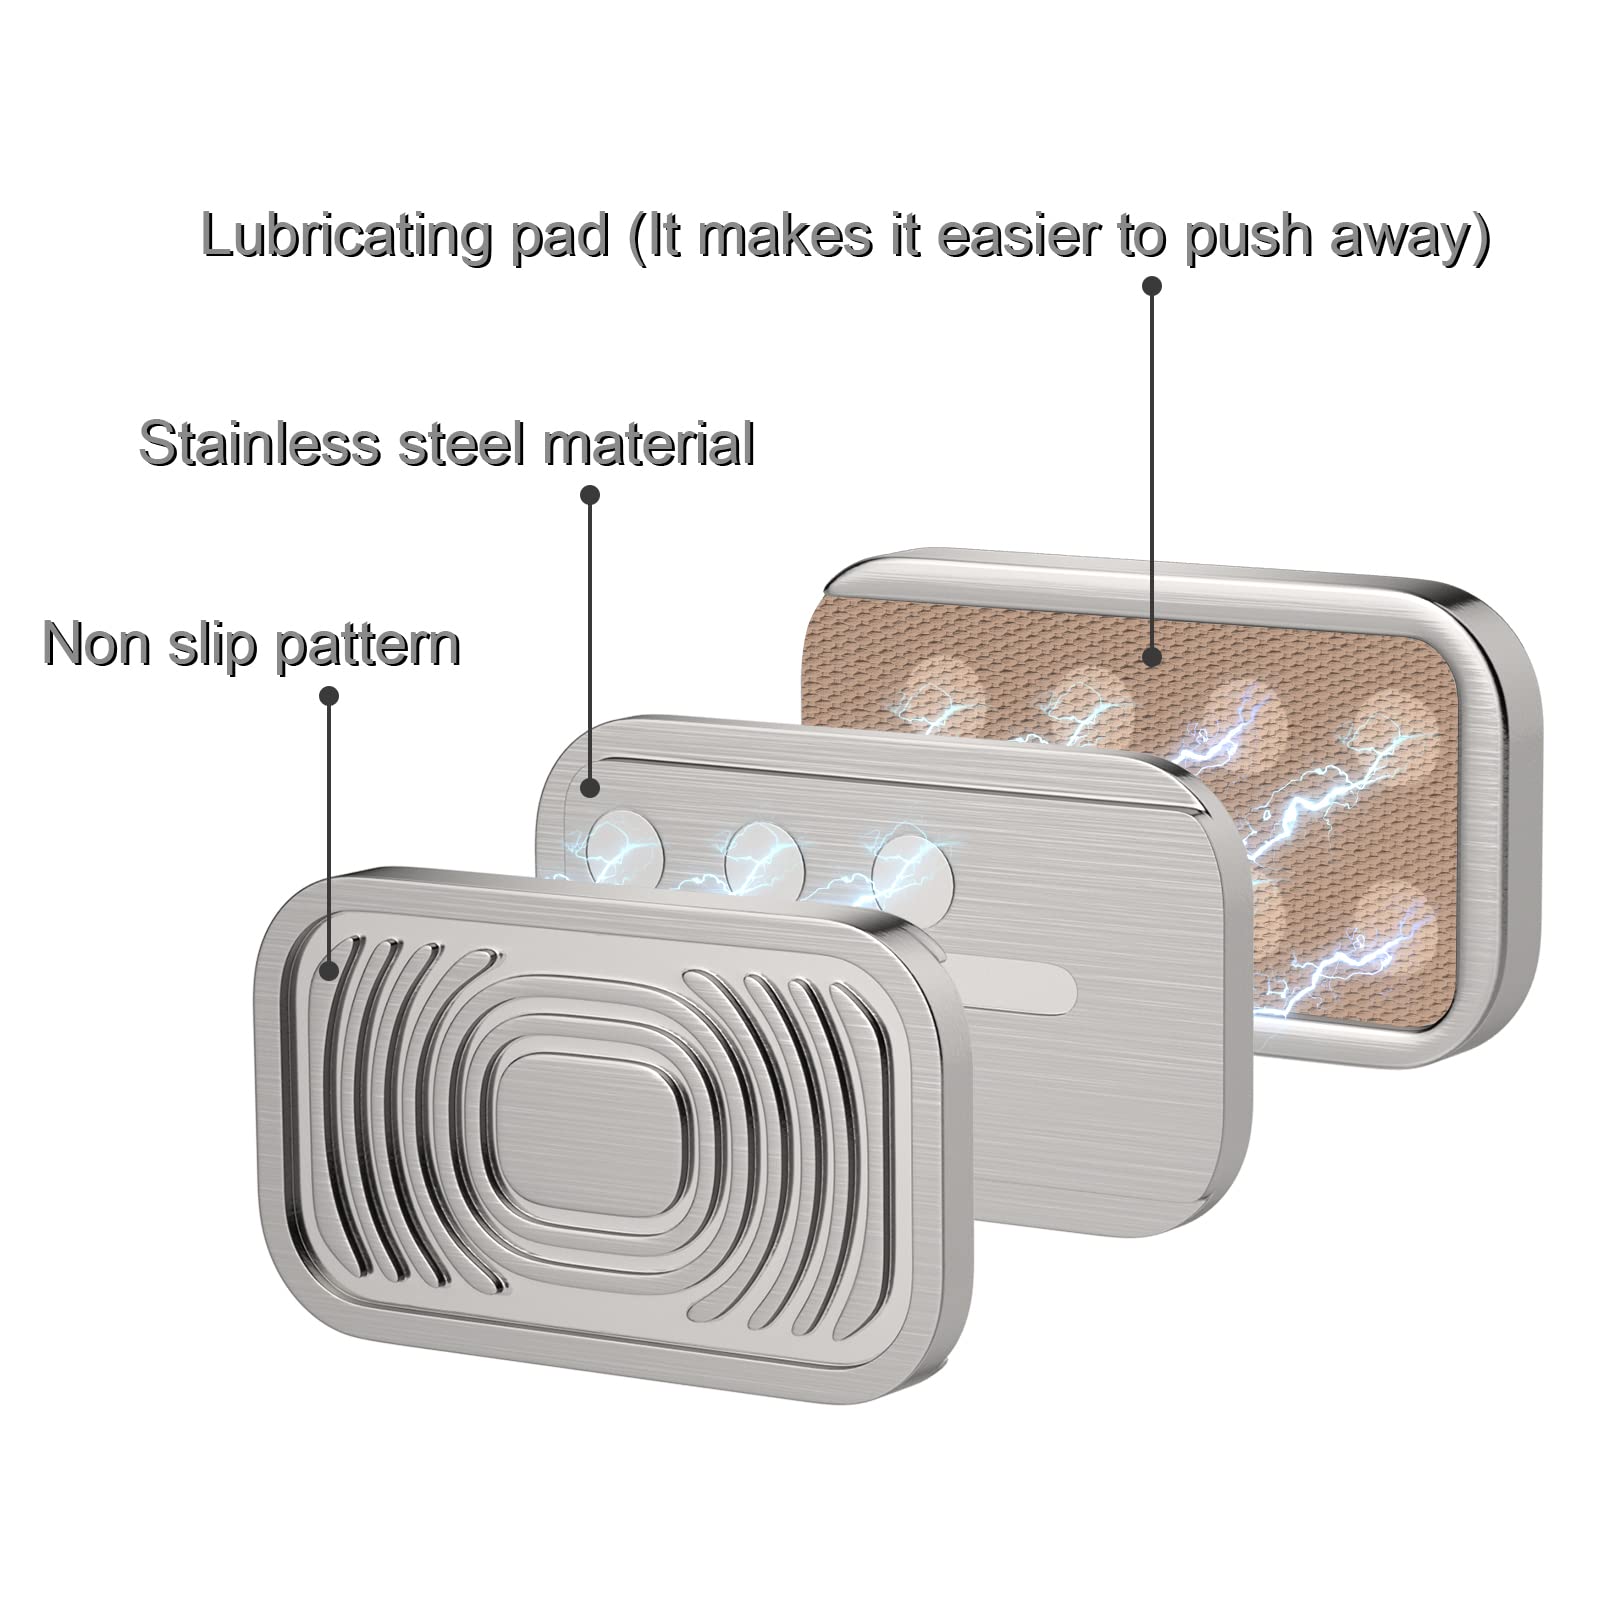 Lubricating pad (It makes it easier to push away)
Stainless steel material
Non slip pattern